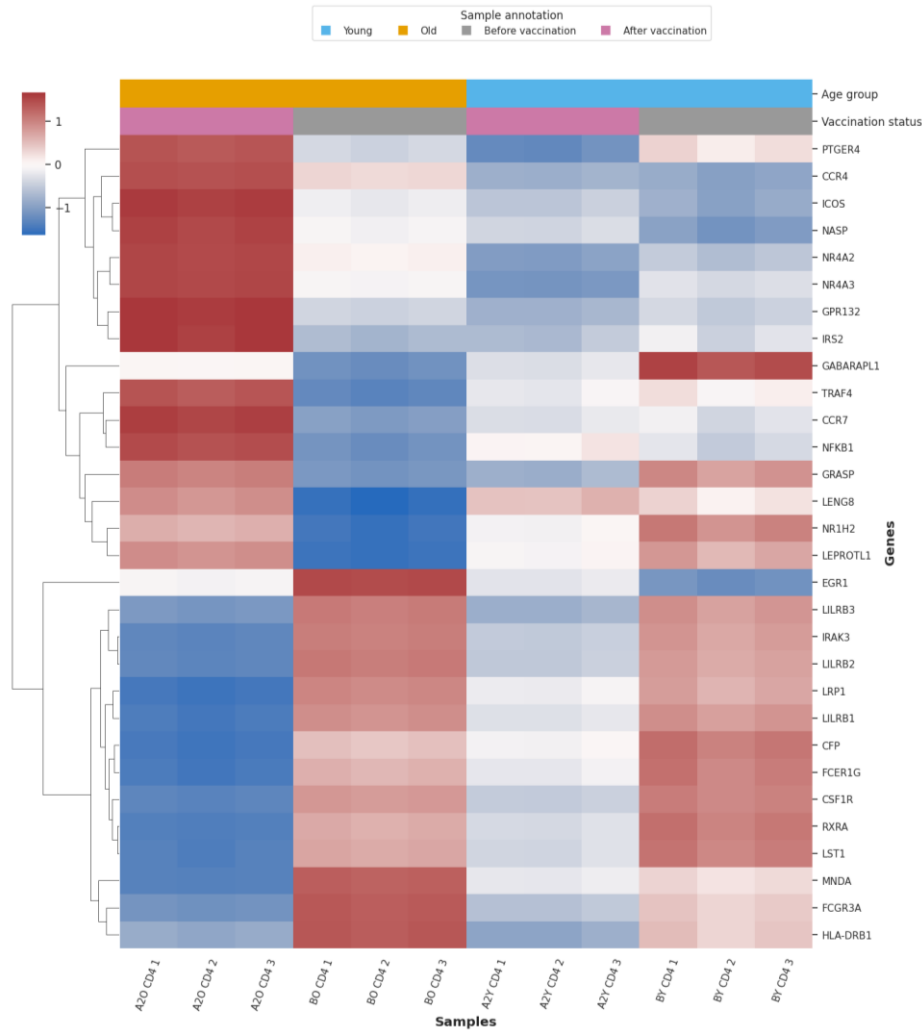 Sample annotation
Young Old Before vaccination After vaccination
Age group
Vaccination status
1
0
−1
PTGER4
CCR4
ICOS
NASP
NR4A2
NR4A3
GPR132
IRS2
GABARAPL1
TRAF4
CCR7
NFKB1
GRASP
LENG8
NR1H2
LEPROTL1
EGR1
LILRB3
IRAK3
LILRB2
LRP1
LILRB1
CFP
FCER1G
CSF1R
RXRA
LST1
MNDA
FCGR3A
HLA-DRB1
Genes
A2O CD4 1
A2O CD4 2
A2O CD4 3
BO CD4 1
BO CD4 2
BO CD4 3
A2Y CD4 1
A2Y CD4 2
A2Y CD4 3
BY CD4 1
BY CD4 2
BY CD4 3
Samples